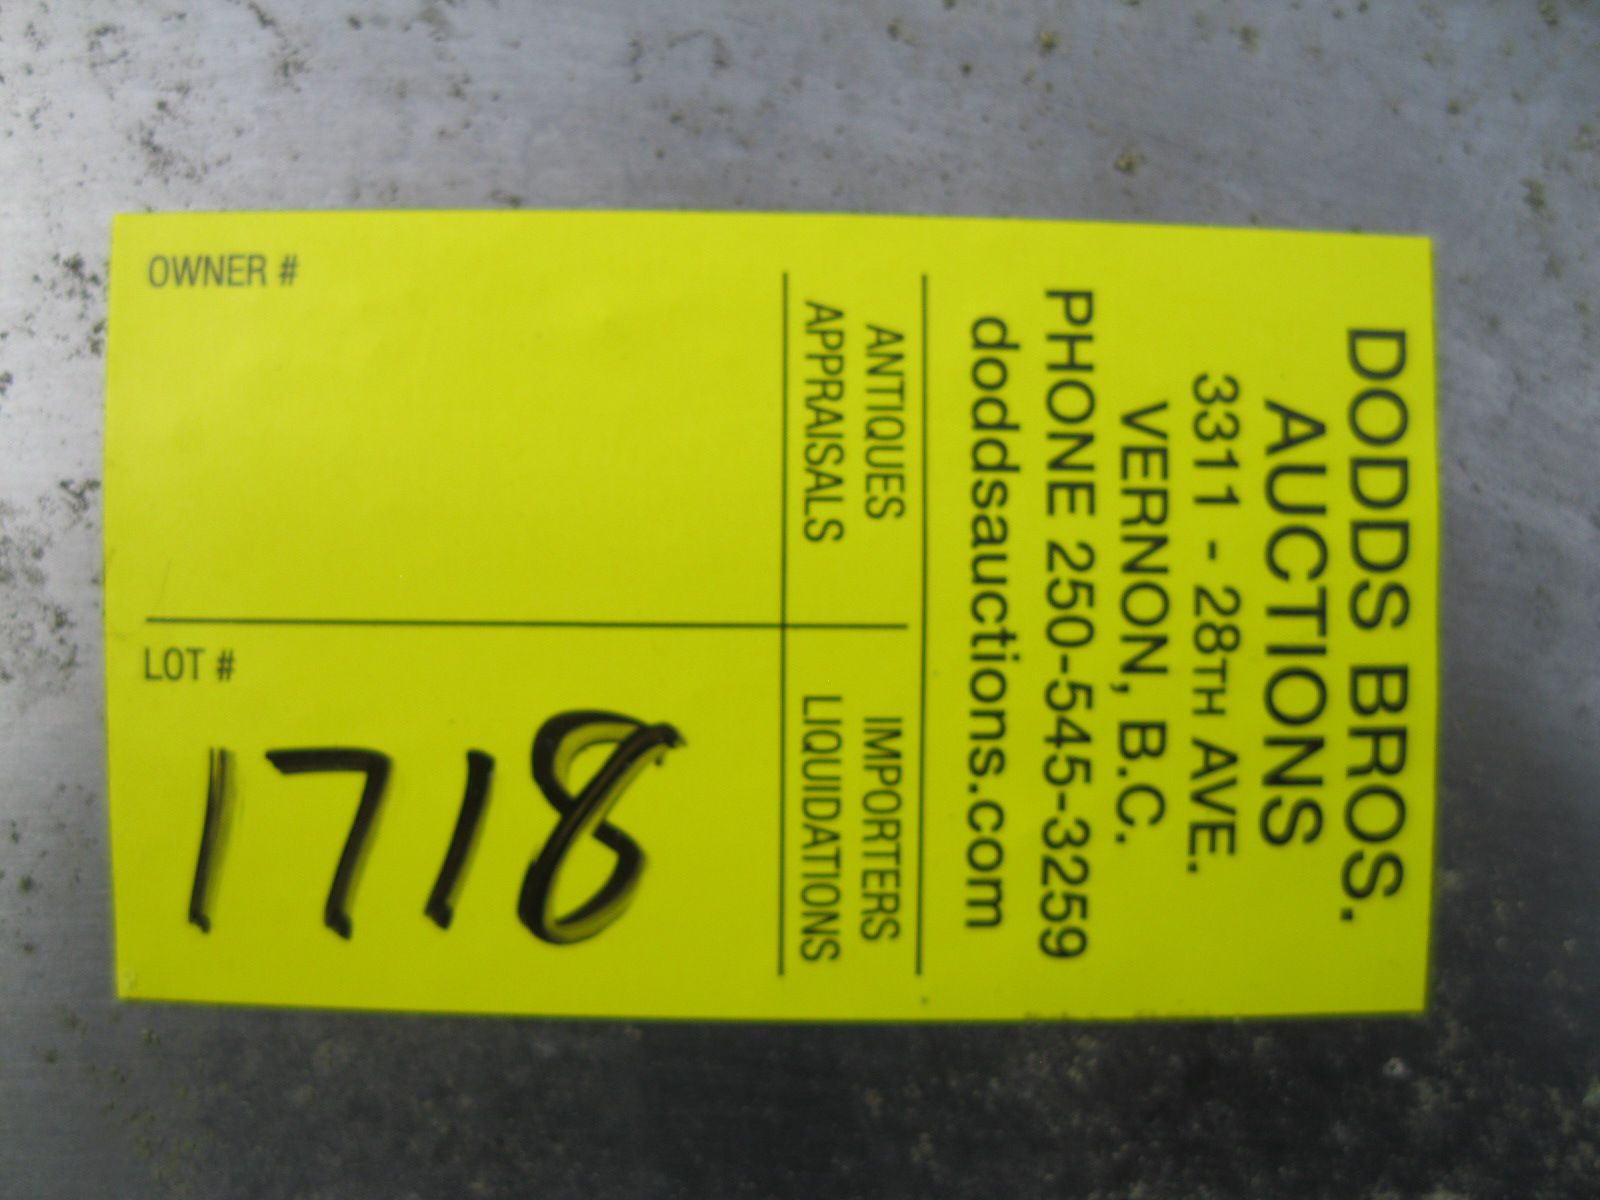 DODDS BROS.
AUCTIONS
3311 - 28TH AVE.
VERNON, B.C.
PHONE 250-545-3259
doddsauctions.com
ANTIQUES
APPRAISALS
IMPORTERS
LIQUIDATIONS
OWNER #
LOT #
1718